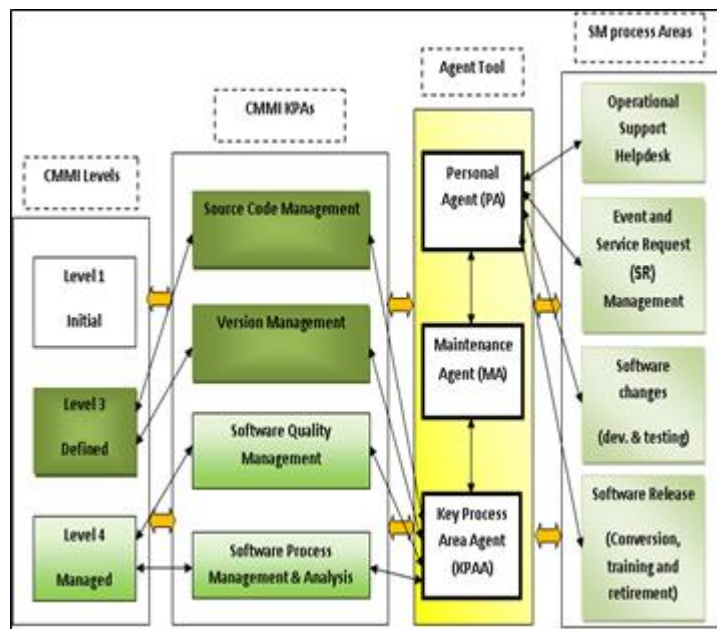 CMMI Levels
Level 1
Initial
Level 3
Defined
Level 4
Managed
CMMI KPAs
Source Code Management
Version Management
Software Quality
Management
Software Process
Management & Analysis
Agent Tool
Personal
Agent (PA)
Maintenance
Agent (MA)
Key Process
Area Agent
(KPAA)
SM process Areas
Operational
Support
Helpdesk
Event and
Service Request
(SR)
Management
Software
changes
(dev. & testing)
Software Release
(Conversion,
training and
retirement)